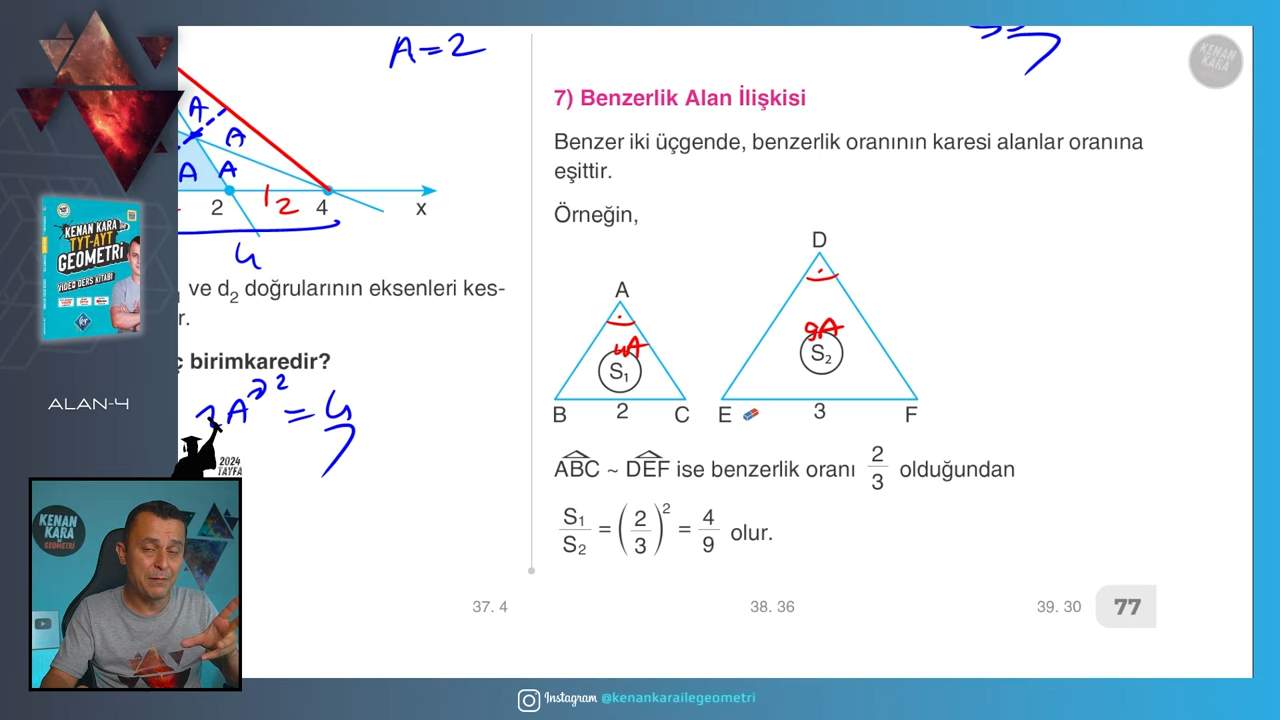 A=2
KENAN
KARA
7) Benzerlik Alan İlişkisi
Benzer iki üçgende, benzerlik oranının karesi alanlar oranına
eşittir.
Örneğin,
A
A
A
A
2
2
4
x
4
ve d2 doğrularının eksenleri kes-
r.
ç birimkaredir?
2A = 4
D
A
4A
S1
9A
S2
B
2
C
E
3
F
ABC ~ DEF ise benzerlik oranı 2/3 olduğundan
S1/S2 = (2/3)² = 4/9 olur.
37. 4
38. 36
39. 30
77
KENAN KARA
TYT-AYT
GEOMETRİ
VİDEO DERS KİTABI
ALAN-4
2024
TAYFA
KENAN
KARA
GEOMETRİ
Instagram @kenankarailegeometri